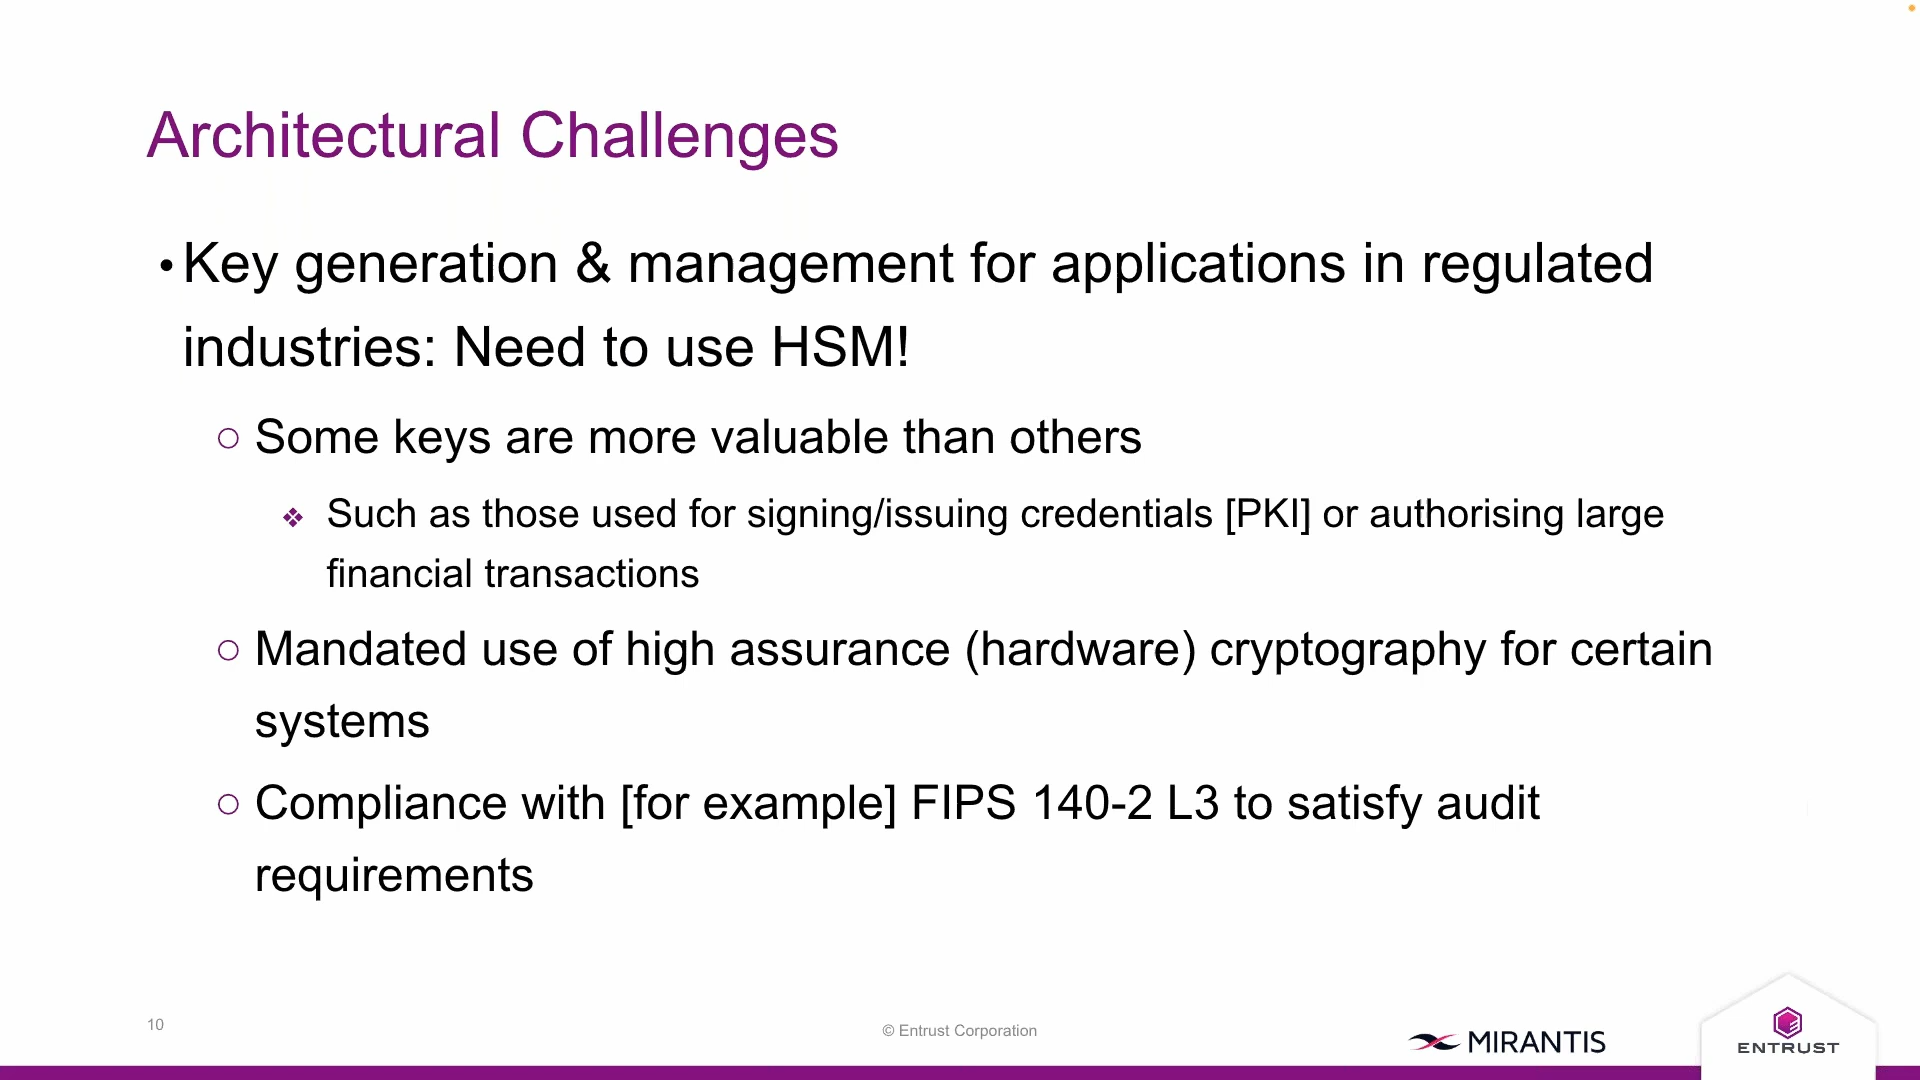 Architectural Challenges
• Key generation & management for applications in regulated
industries: Need to use HSM!
○ Some keys are more valuable than others
❖ Such as those used for signing/issuing credentials [PKI] or authorising large
financial transactions
○ Mandated use of high assurance (hardware) cryptography for certain
systems
○ Compliance with [for example] FIPS 140-2 L3 to satisfy audit
requirements
10
© Entrust Corporation
MIRANTIS
ENTRUST